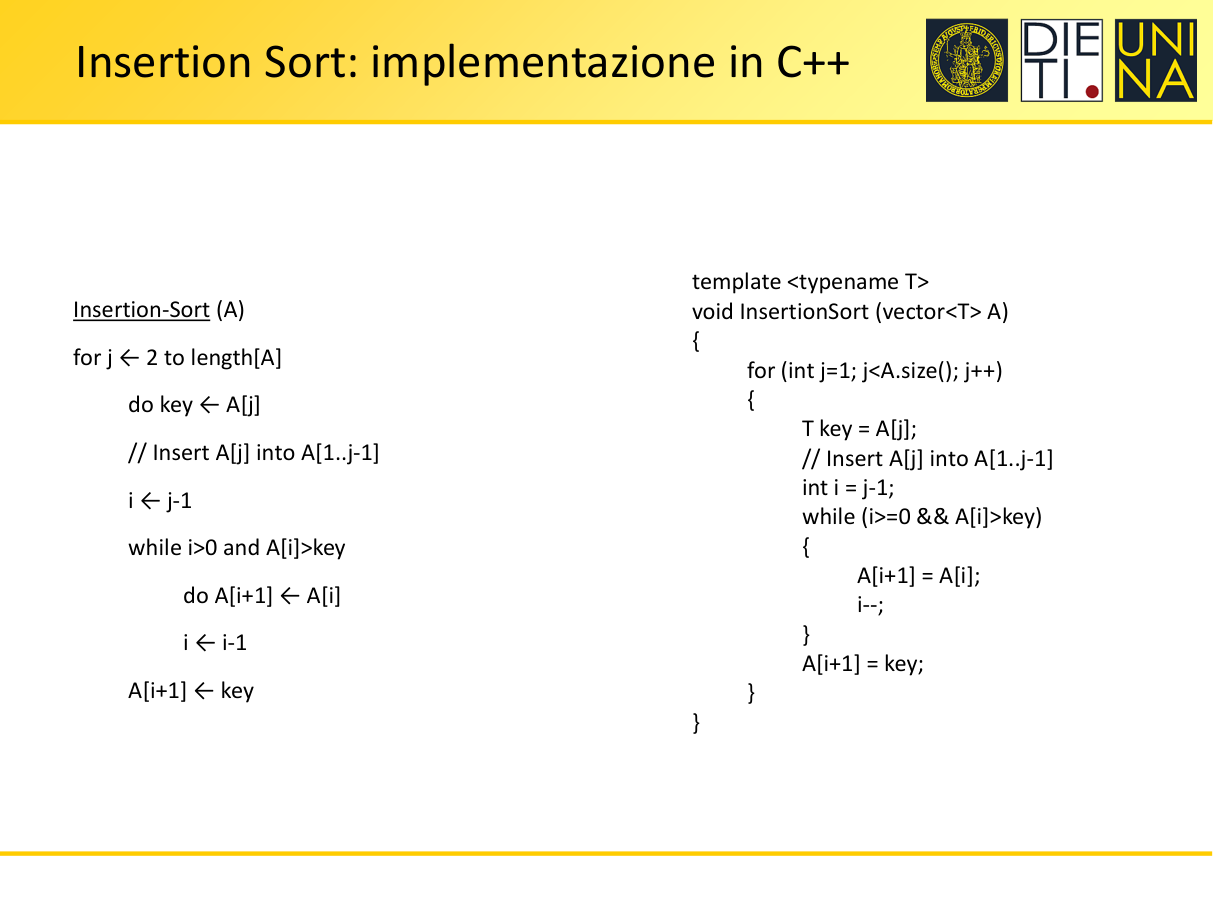 Insertion Sort: implementazione in C++
DIE
TI.
UNI
NA
Insertion-Sort (A)
for j ← 2 to length[A]
do key ← A[j]
// Insert A[j] into A[1..j-1]
i ← j-1
while i>0 and A[i]>key
do A[i+1] ← A[i]
i ← i-1
A[i+1] ← key
template <typename T>
void InsertionSort (vector<T> A)
{
for (int j=1; j<A.size(); j++)
{
T key = A[j];
// Insert A[j] into A[1..j-1]
int i = j-1;
while (i>=0 && A[i]>key)
{
A[i+1] = A[i];
i--;
}
A[i+1] = key;
}
}